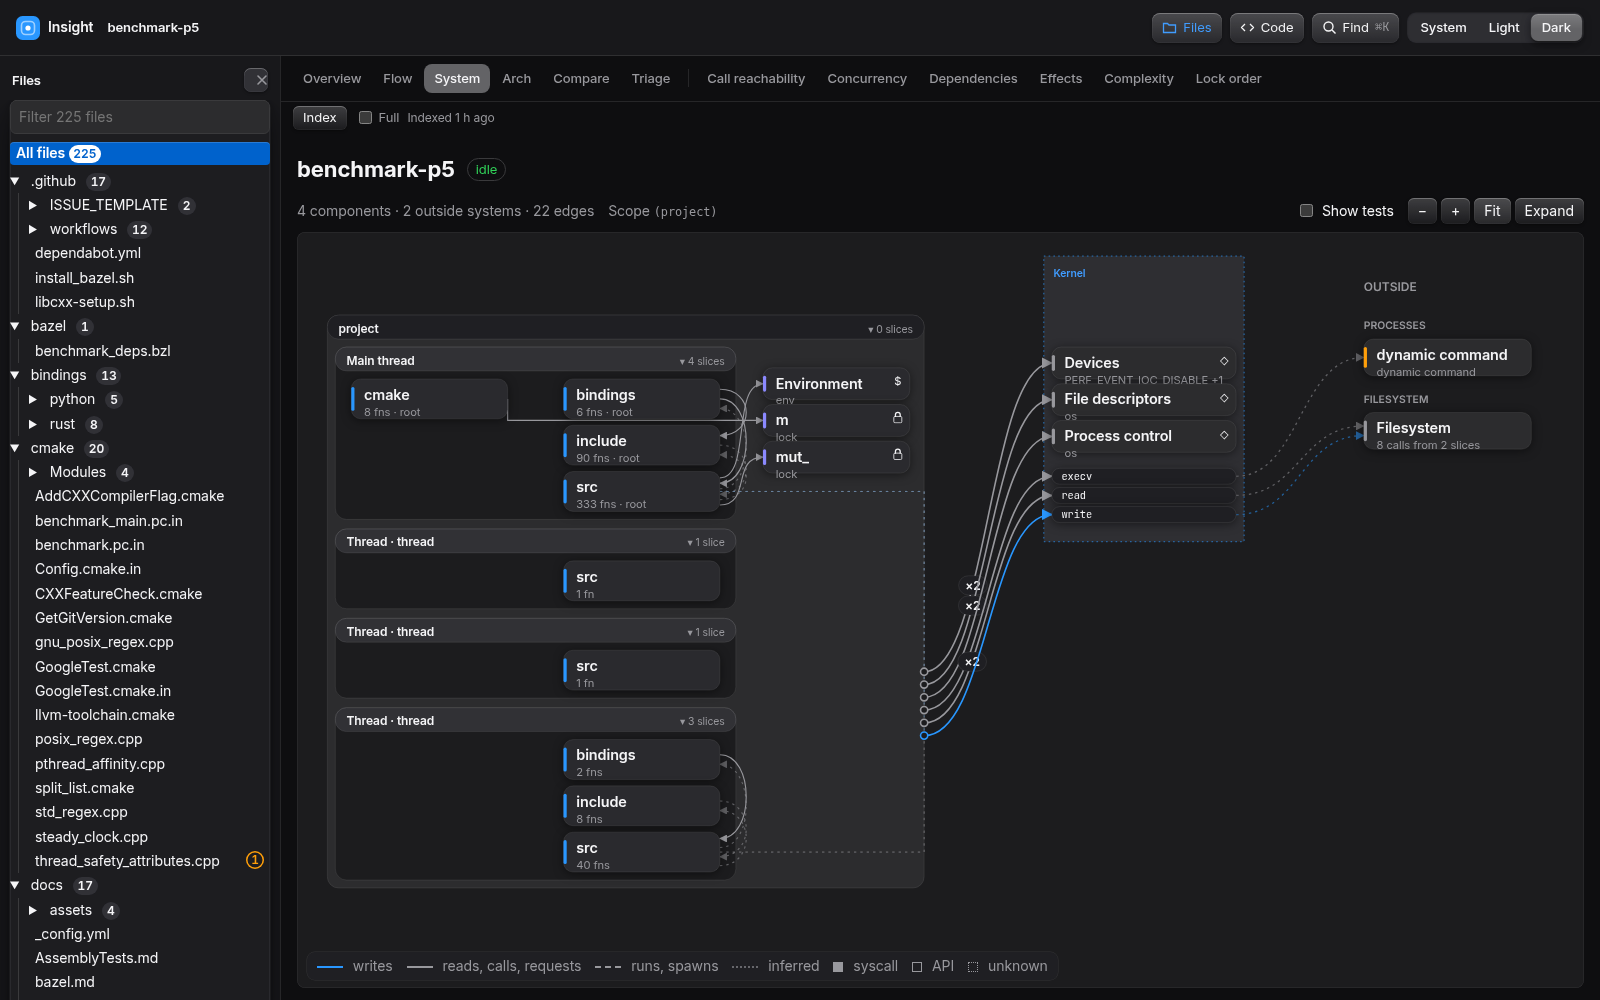 Insight benchmark-p5
Files Code Find ⌘K System Light Dark
Files
Filter 225 files
All files 225
.github 17
ISSUE_TEMPLATE 2
workflows 12
dependabot.yml
install_bazel.sh
libcxx-setup.sh
bazel 1
benchmark_deps.bzl
bindings 13
python 5
rust 8
cmake 20
Modules 4
AddCXXCompilerFlag.cmake
benchmark_main.pc.in
benchmark.pc.in
Config.cmake.in
CXXFeatureCheck.cmake
GetGitVersion.cmake
gnu_posix_regex.cpp
GoogleTest.cmake
GoogleTest.cmake.in
llvm-toolchain.cmake
posix_regex.cpp
pthread_affinity.cpp
split_list.cmake
std_regex.cpp
steady_clock.cpp
thread_safety_attributes.cpp 1
docs 17
assets 4
_config.yml
AssemblyTests.md
bazel.md
Overview Flow System Arch Compare Triage Call reachability Concurrency Dependencies Effects Complexity Lock order
Index Full Indexed 1 h ago
benchmark-p5 idle
4 components · 2 outside systems · 22 edges Scope (project)
Show tests − + Fit Expand
project ▾ 0 slices
Main thread ▾ 4 slices
cmake
8 fns · root
bindings
6 fns · root
include
90 fns · root
src
333 fns · root
Environment $
env
m
lock
mut_
lock
Thread · thread ▾ 1 slice
src
1 fn
Thread · thread ▾ 1 slice
src
1 fn
Thread · thread ▾ 3 slices
bindings
2 fns
include
8 fns
src
40 fns
×2
×2
×2
Kernel
Devices ◇
PERF_EVENT_IOC_DISABLE +1
File descriptors ◇
os
Process control ◇
os
execv
read
write
OUTSIDE
PROCESSES
dynamic command
dynamic command
FILESYSTEM
Filesystem
8 calls from 2 slices
writes reads, calls, requests runs, spawns inferred syscall API unknown